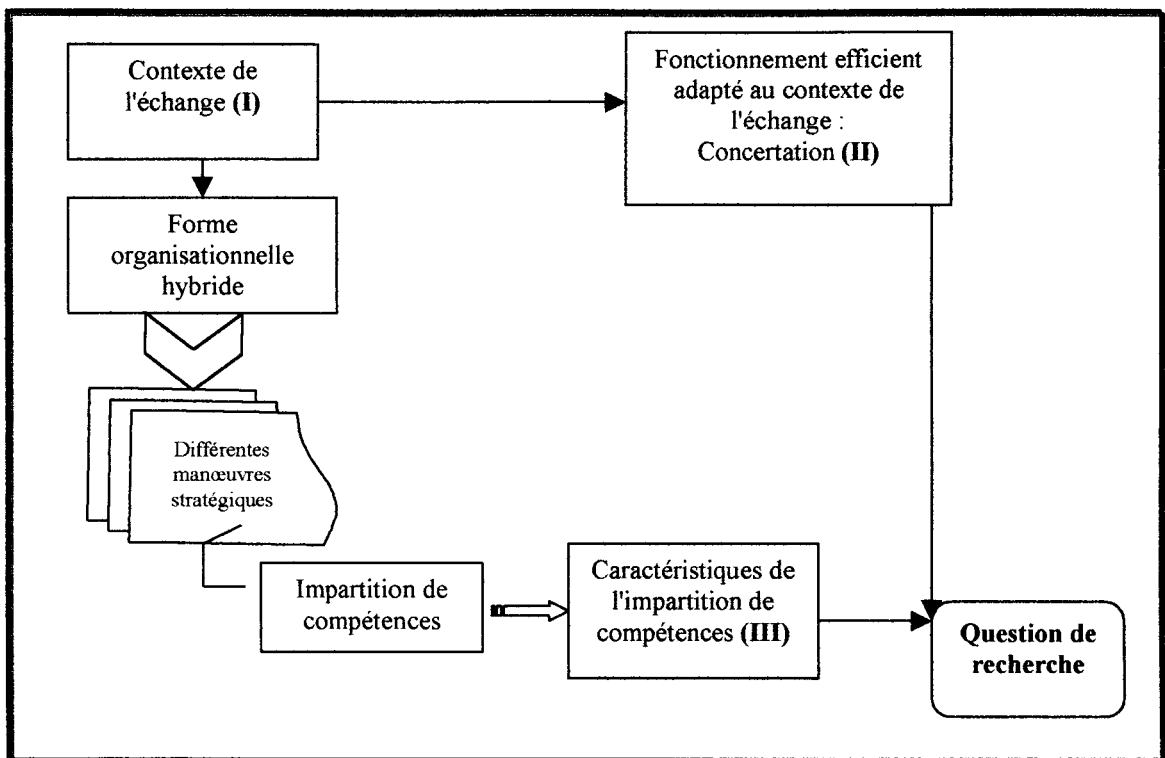 Contexte de
l'échange (I)
Fonctionnement efficient
adapté au contexte de
l'échange :
Concertation (II)
Forme
organisationnelle
hybride
Différentes
manœuvres
stratégiques
Impartition de
compétences
Caractéristiques de
l'impartition de
compétences (III)
Question de
recherche